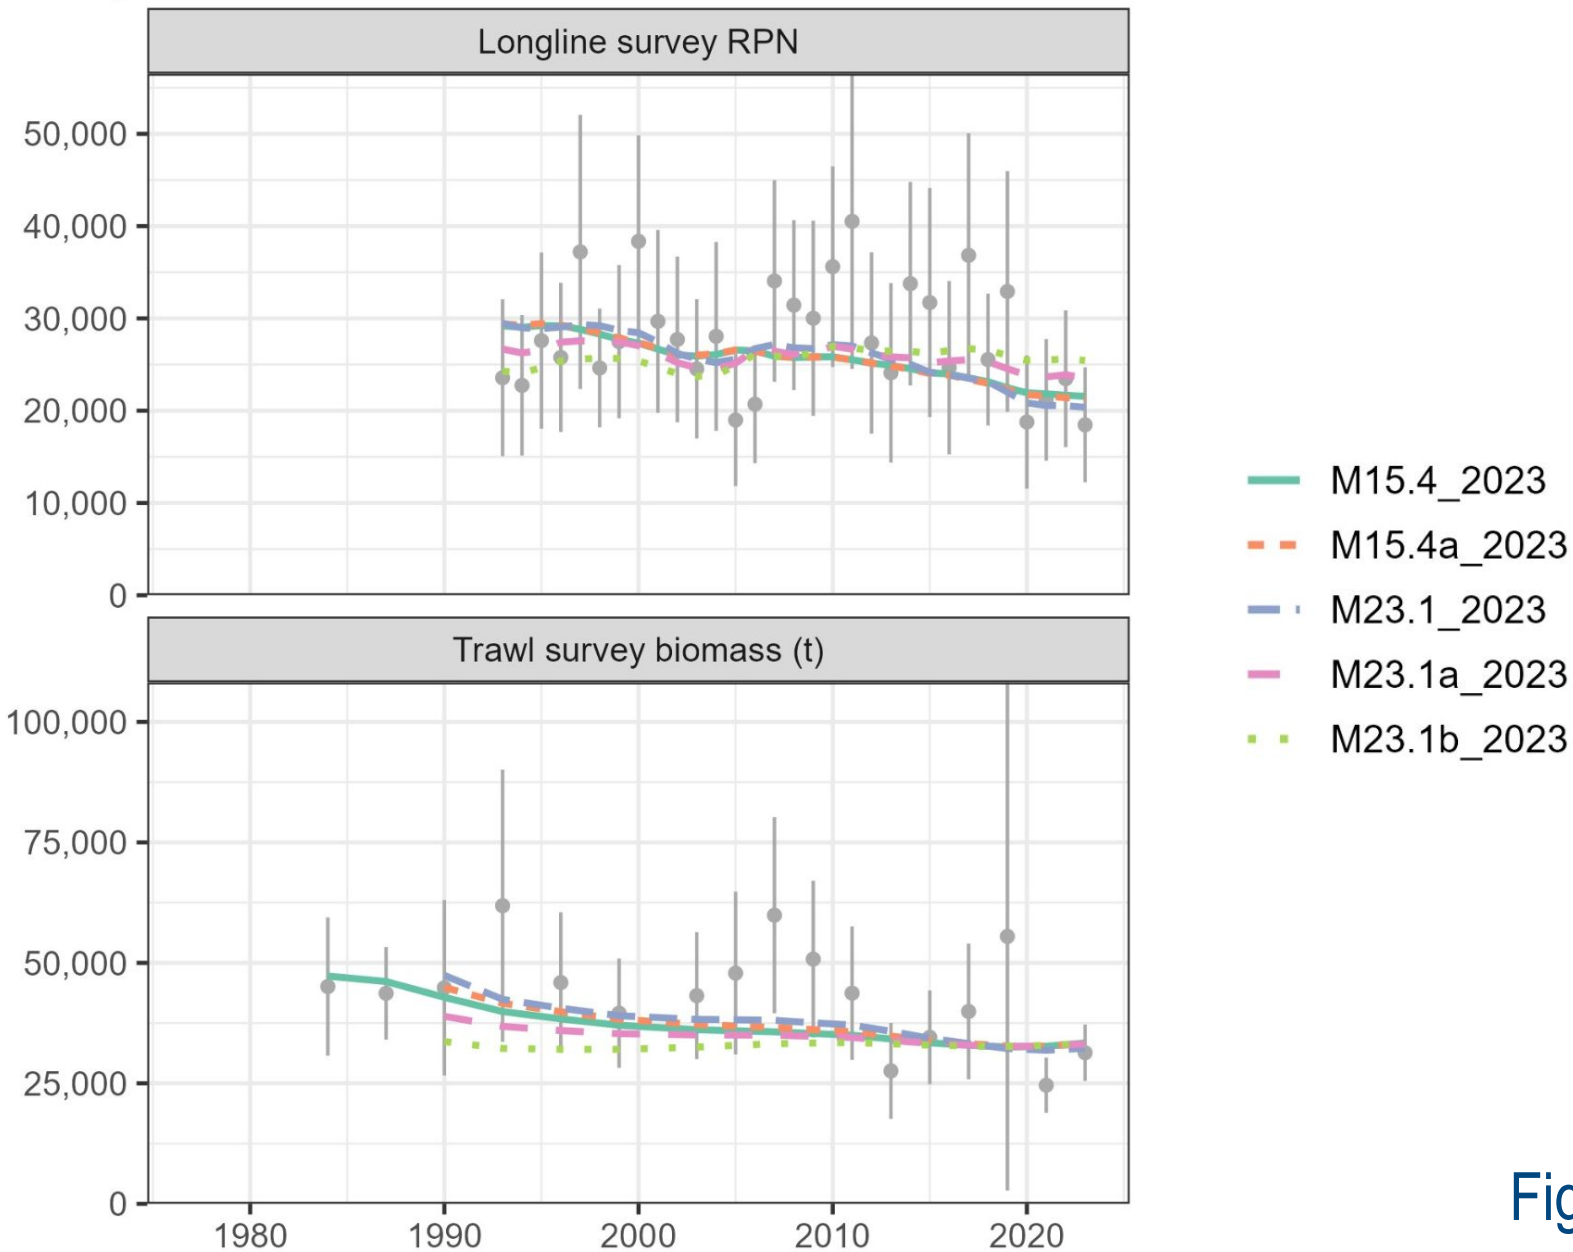 Longline survey RPN
50,000
40,000
30,000
20,000
10,000
0
Trawl survey biomass (t)
100,000
75,000
50,000
25,000
0
1980 1990 2000 2010 2020
M15.4_2023
M15.4a_2023
M23.1_2023
M23.1a_2023
M23.1b_2023